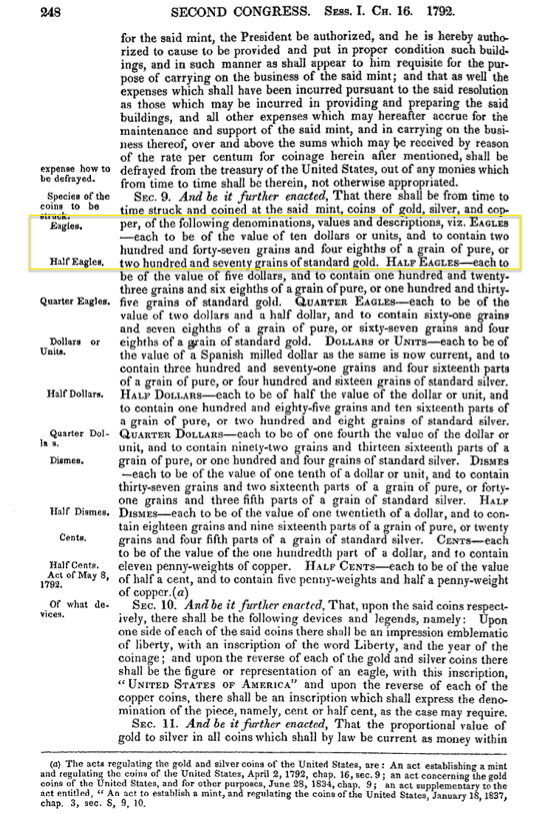 248
SECOND CONGRESS. Sess. I. Ch. 16. 1792.
for the said mint, the President be authorized, and he is hereby autho-
rized to cause to be provided and put in proper condition such build-
ings, and in such manner as shall appear to him requisite for the pur-
pose of carrying on the business of the said mint; and that as well the
expenses which shall have been incurred pursuant to the said resolution
as those which may be incurred in providing and preparing the said
buildings, and all other expenses which may hereafter accrue for the
maintenance and support of the said mint, and in carrying on the busi-
ness thereof, over and above the sums which may be received by reason
of the rate per centum for coinage herein after mentioned, shall be
expense how to
be defrayed.
defrayed from the treasury of the United States, out of any monies which
from time to time shall be therein, not otherwise appropriated.
Species of the
coins to be
struck.
Sec. 9. And be it further enacted, That there shall be from time to
time struck and coined at the said mint, coins of gold, silver, and cop-
Eagles.
per, of the following denominations, values and descriptions, viz. Eagles
—each to be of the value of ten dollars or units, and to contain two
hundred and forty-seven grains and four eighths of a grain of pure, or
Half Eagles.
two hundred and seventy grains of standard gold. Half Eagles—each to
be of the value of five dollars, and to contain one hundred and twenty-
three grains and six eighths of a grain of pure, or one hundred and thirty-
Quarter Eagles.
five grains of standard gold. Quarter Eagles—each to be of the
value of two dollars and a half dollar, and to contain sixty-one grains
and seven eighths of a grain of pure, or sixty-seven grains and four
Dollars or
Units.
eighths of a grain of standard gold. Dollars or Units—each to be of
the value of a Spanish milled dollar as the same is now current, and to
contain three hundred and seventy-one grains and four sixteenth parts
of a grain of pure, or four hundred and sixteen grains of standard silver.
Half Dollars.
Half Dollars—each to be of half the value of the dollar or unit, and
to contain one hundred and eighty-five grains and ten sixteenth parts of
a grain of pure, or two hundred and eight grains of standard silver.
Quarter Dol-
la s.
Quarter Dollars—each to be of one fourth the value of the dollar or
unit, and to contain ninety-two grains and thirteen sixteenth parts of a
Dismes.
grain of pure, or one hundred and four grains of standard silver. Dismes
—each to be of the value of one tenth of a dollar or unit, and to contain
thirty-seven grains and two sixteenth parts of a grain of pure, or forty-
one grains and three fifth parts of a grain of standard silver. Half
Half Dismes.
Dismes—each to be of the value of one twentieth of a dollar, and to con-
tain eighteen grains and nine sixteenth parts of a grain of pure, or twenty
Cents.
grains and four fifth parts of a grain of standard silver. Cents—each
to be of the value of the one hundredth part of a dollar, and to contain
Half Cents.
eleven penny-weights of copper. Half Cents—each to be of the value
Act of May 8,
1792.
of half a cent, and to contain five penny-weights and half a penny-weight
of copper.(a)
Of what de-
vices.
Sec. 10. And be it further enacted, That, upon the said coins respect-
ively, there shall be the following devices and legends, namely: Upon
one side of each of the said coins there shall be an impression emblematic
of liberty, with an inscription of the word Liberty, and the year of the
coinage; and upon the reverse of each of the gold and silver coins there
shall be the figure or representation of an eagle, with this inscription,
"United States of America" and upon the reverse of each of the
copper coins, there shall be an inscription which shall express the deno-
mination of the piece, namely, cent or half cent, as the case may require.
Sec. 11. And be it further enacted, That the proportional value of
gold to silver in all coins which shall by law be current as money within
(a) The acts regulating the gold and silver coins of the United States, are: An act establishing a mint
and regulating the coins of the United States, April 2, 1792, chap. 16, sec. 9; an act concerning the gold
coins of the United States, and for other purposes, June 28, 1834, chap. 9; an act supplementary to the
act entitled, "An act to establish a mint, and regulating the coins of the United States, January 18, 1837,
chap. 3, sec. 8, 9, 10.